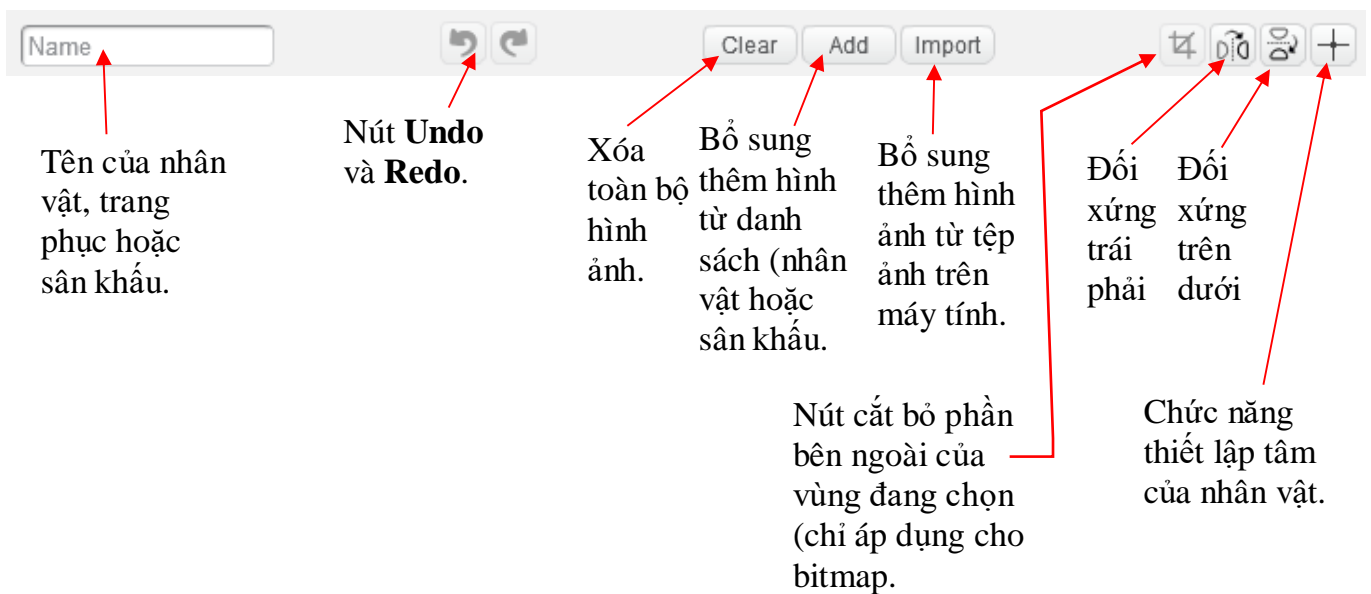 Name
Clear
Add
Import
Tên của nhân
vật, trang
phục hoặc
sân khấu.
Nút Undo
và Redo.
Xóa
toàn bộ
hình
ảnh.
Bổ sung
thêm hình
từ danh
sách (nhân
vật hoặc
sân khấu.
Bổ sung
thêm hình
ảnh từ tệp
ảnh trên
máy tính.
Đối
xứng
trái
phải
Đối
xứng
trên
dưới
Nút cắt bỏ phần
bên ngoài của
vùng đang chọn
(chỉ áp dụng cho
bitmap.
Chức năng
thiết lập tâm
của nhân vật.